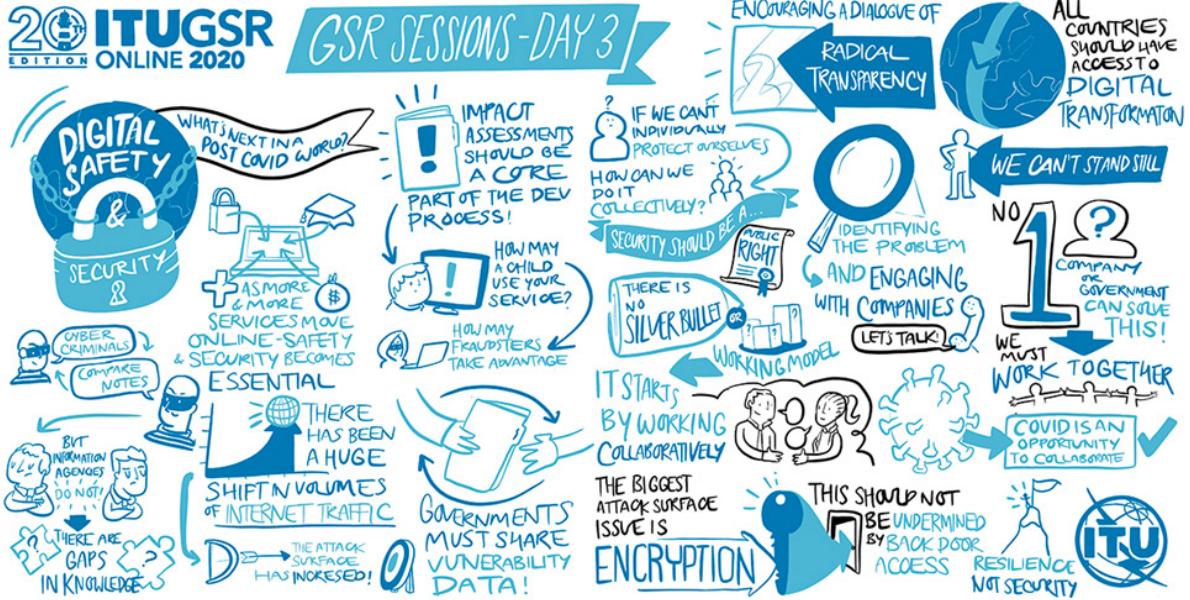 20TH
EDITION
ITUGSR
ONLINE 2020
GSR SESSIONS - DAY 3
DIGITAL
SAFETY
&
SECURITY
WHAT'S NEXT IN A
POST COVID WORLD?
+ AS MORE
& MORE
SERVICES MOVE
ONLINE - SAFETY
& SECURITY BECOMES
ESSENTIAL
$
CYBER
CRIMINALS
COMPARE
NOTES
BUT
INFORMATION
AGENCIES
DO NOT!
THERE ARE
GAPS
IN KNOWLEDGE
?
?
THERE
HAS BEEN
A HUGE
SHIFT IN VOLUMES
OF INTERNET TRAFFIC
THE ATTACK
SURFACE
HAS INCRESED!
!
IMPACT
ASSESSMENTS
SHOULD BE
A CORE
PART OF THE DEV
PROCESS!
!
HOW MAY
A CHILD
USE YOUR
SERVICE?
HOW MAY
FRAUDSTERS
TAKE ADVANTAGE
GOVERNMENTS
MUST SHARE
VUNERABILITY
DATA!
?
IF WE CAN'T
INDIVIDUALLY
PROTECT OURSELVES
HOW CAN WE
DO IT
COLLECTIVELY?
SECURITY SHOULD BE A...
PUBLIC
RIGHT
THERE IS
NO
SILVER BULLET
OR
? ? ?
WORKING MODEL
IT STARTS
BY WORKING
COLLABORATIVELY
THE BIGGEST
ATTACK SURFACE
ISSUE IS
ENCRYPTION
THIS SHOULD NOT
BE UNDERMINED
BY BACK DOOR
ACCESS
ENCOURAGING A DIALOGUE OF
RADICAL
TRANSPARENCY
ALL
COUNTRIES
SHOULD HAVE
ACCESS TO
DIGITAL
TRANSFORMATON
IDENTIFYING
THE PROBLEM
AND ENGAGING
WITH COMPANIES
LET'S TALK!
WE CAN'T STAND STILL
NO
1
?
COMPANY
OR
GOVERNMENT
CAN SOLVE
THIS!
WE
MUST
WORK TOGETHER
COVID IS AN
OPPORTUNITY
TO COLLABORATE
RESILIENCE
NOT SECURITY
ITU